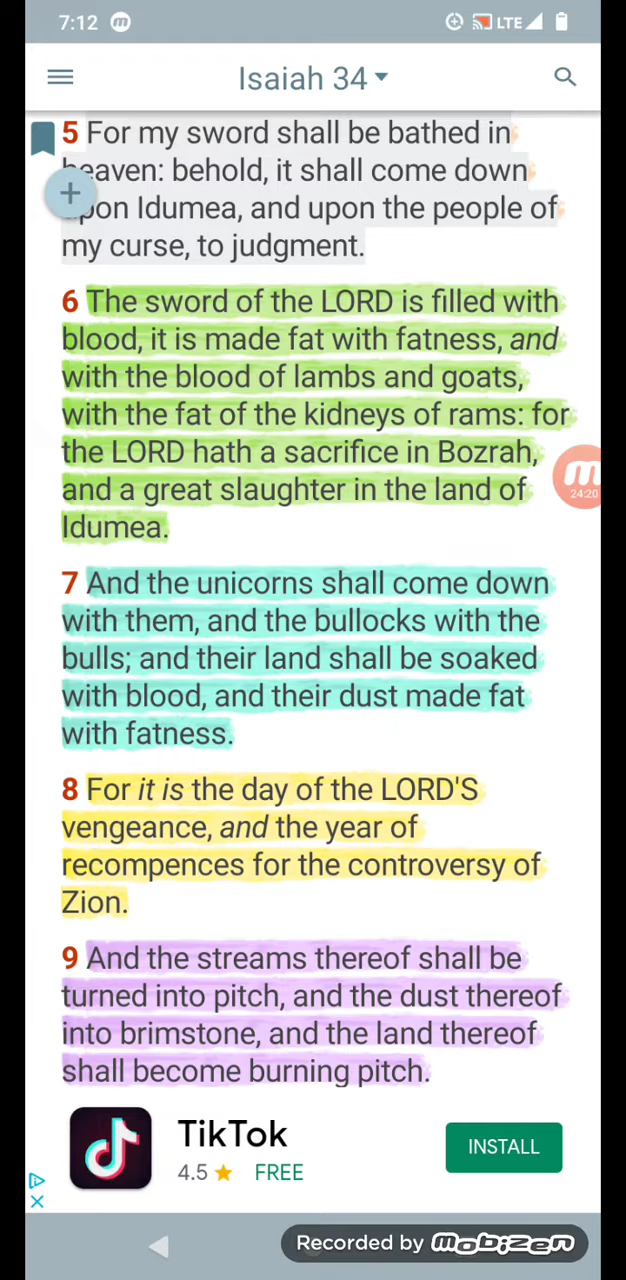 7:12
LTE
Isaiah 34
5 For my sword shall be bathed in
heaven: behold, it shall come down
upon Idumea, and upon the people of
my curse, to judgment.
6 The sword of the LORD is filled with
blood, it is made fat with fatness, and
with the blood of lambs and goats,
with the fat of the kidneys of rams: for
the LORD hath a sacrifice in Bozrah,
and a great slaughter in the land of
Idumea.
24:20
7 And the unicorns shall come down
with them, and the bullocks with the
bulls; and their land shall be soaked
with blood, and their dust made fat
with fatness.
8 For it is the day of the LORD'S
vengeance, and the year of
recompences for the controversy of
Zion.
9 And the streams thereof shall be
turned into pitch, and the dust thereof
into brimstone, and the land thereof
shall become burning pitch.
TikTok
4.5 ★ FREE
INSTALL
Recorded by mobizen